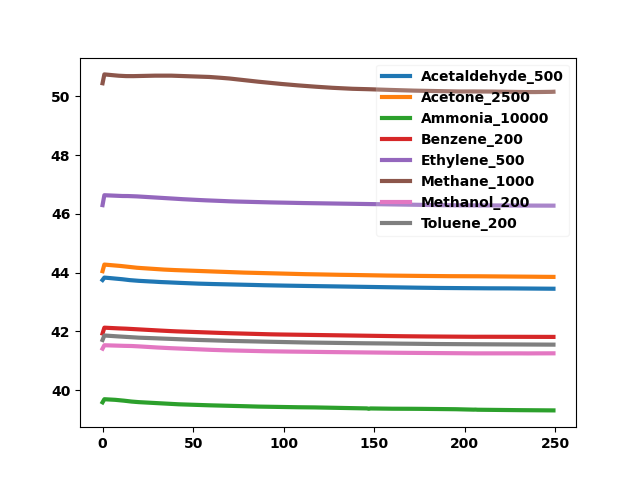 50
48
46
44
42
40
0 50 100 150 200 250
Acetaldehyde_500
Acetone_2500
Ammonia_10000
Benzene_200
Ethylene_500
Methane_1000
Methanol_200
Toluene_200